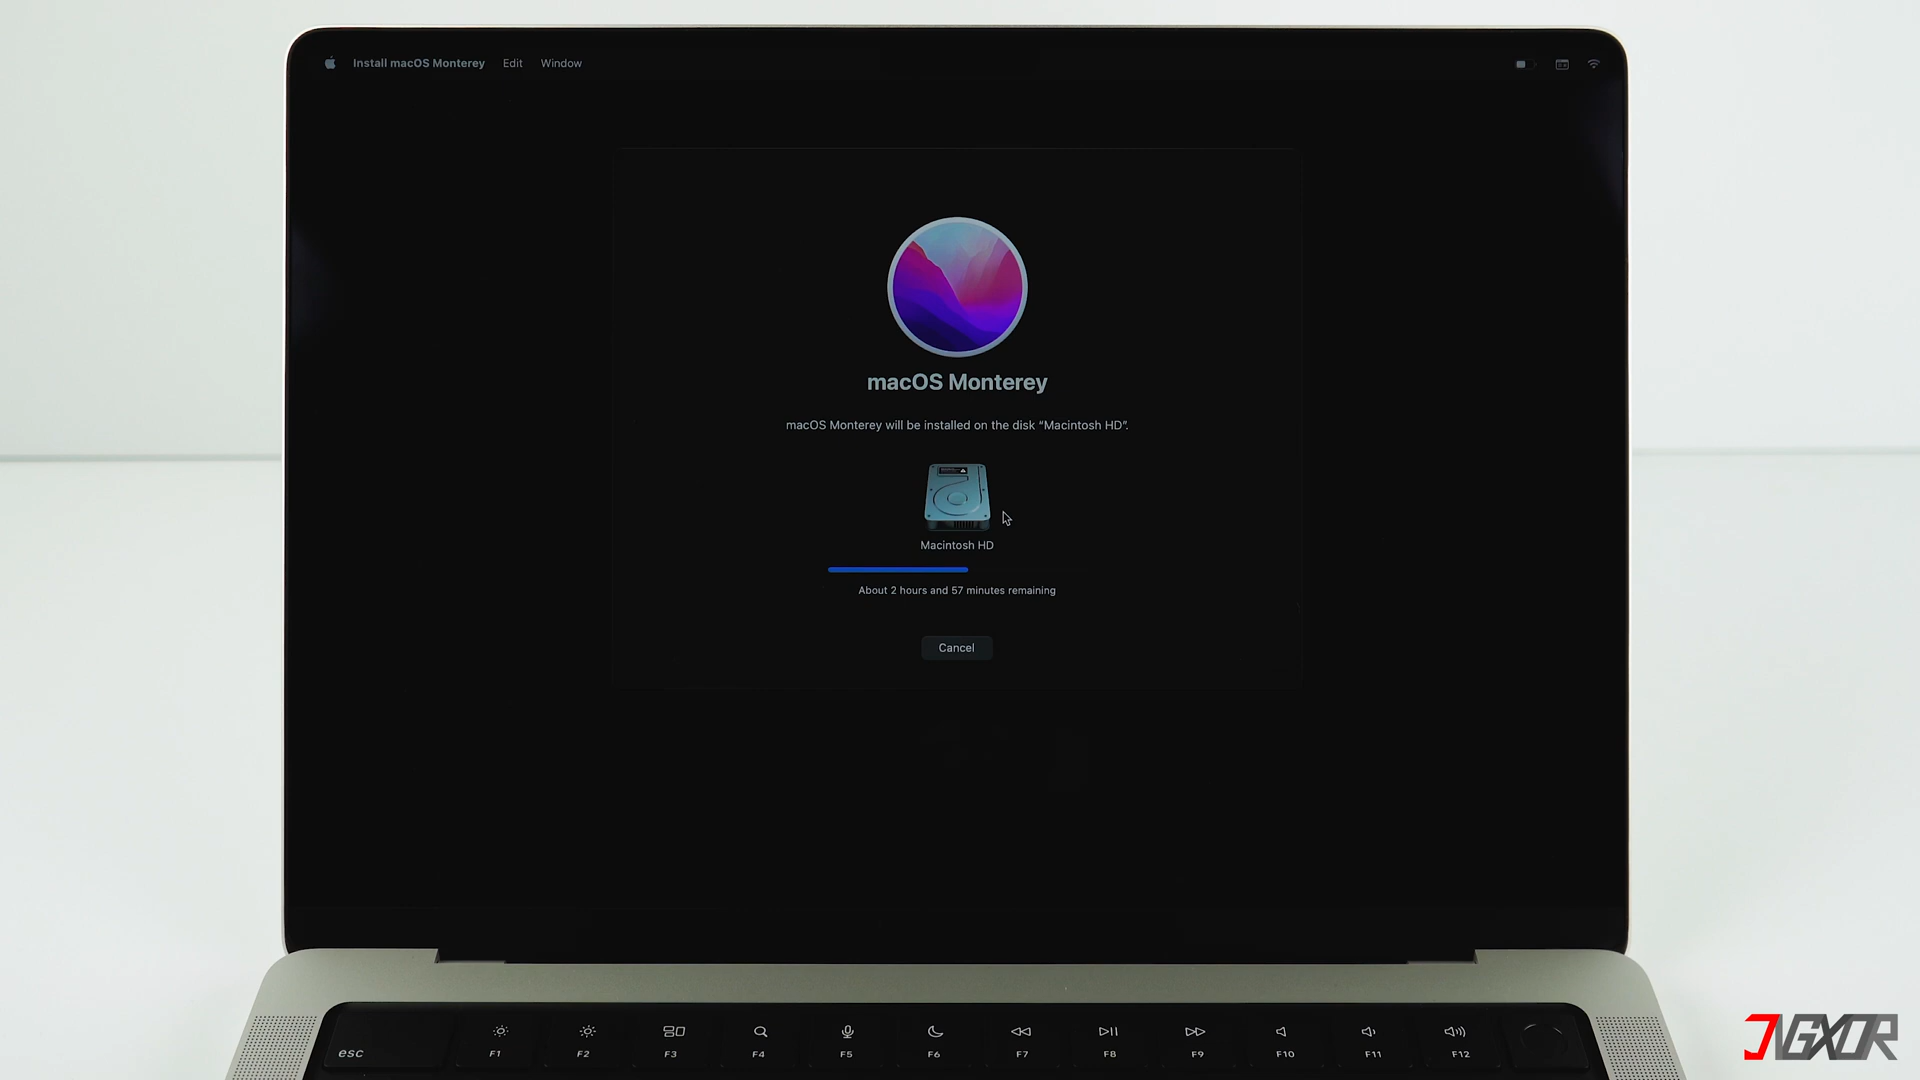 Install macOS Monterey Edit Window
macOS Monterey
macOS Monterey will be installed on the disk “Macintosh HD”.
Macintosh HD
About 2 hours and 57 minutes remaining
Cancel
esc F1 F2 F3 F4 F5 F6 F7 F8 F9 F10 F11 F12
JVGXOR